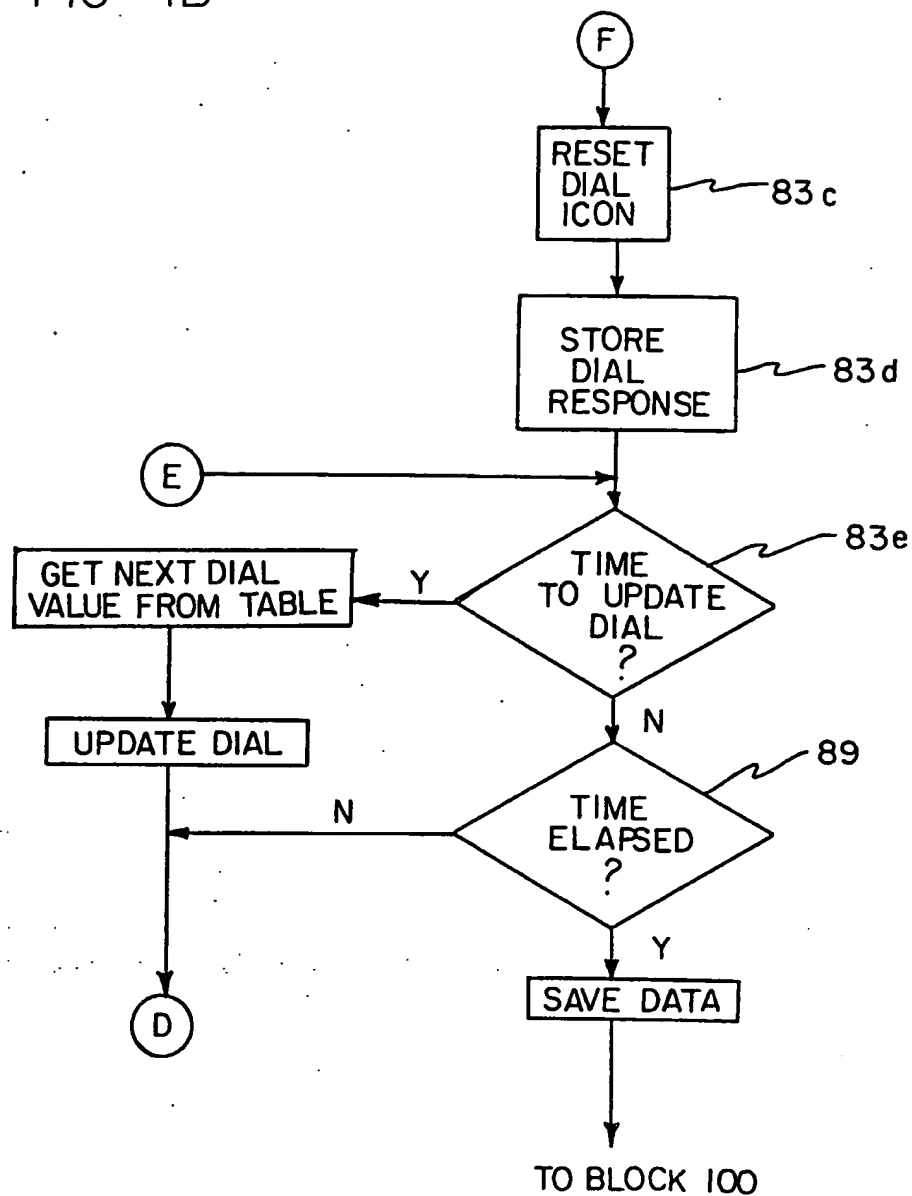 F
RESET
DIAL
ICON
83c
STORE
DIAL
RESPONSE
83d
E
TIME
TO UPDATE
DIAL
?
83e
Y
GET NEXT DIAL
VALUE FROM TABLE
N
UPDATE DIAL
TIME
ELAPSED
?
89
N
Y
SAVE DATA
D
TO BLOCK 100